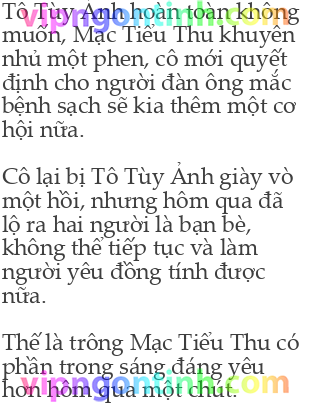 Tô Tùy Ảnh hoàn toàn không
muốn, Mạc Tiểu Thu khuyên
nhủ một phen, cô mới quyết
định cho người đàn ông mắc
bệnh sạch sẽ kia thêm một cơ
hội nữa.
Cô lại bị Tô Tùy Ảnh giày vò
một hồi, nhưng hôm qua đã
lộ ra hai người là bạn bè,
không thể tiếp tục và làm
người yêu đồng tính được
nữa.
Thế là trông Mạc Tiểu Thu có
phần trong sáng đáng yêu
hơn hôm qua một chút.
vipngontinh.com
vipngontinh.com